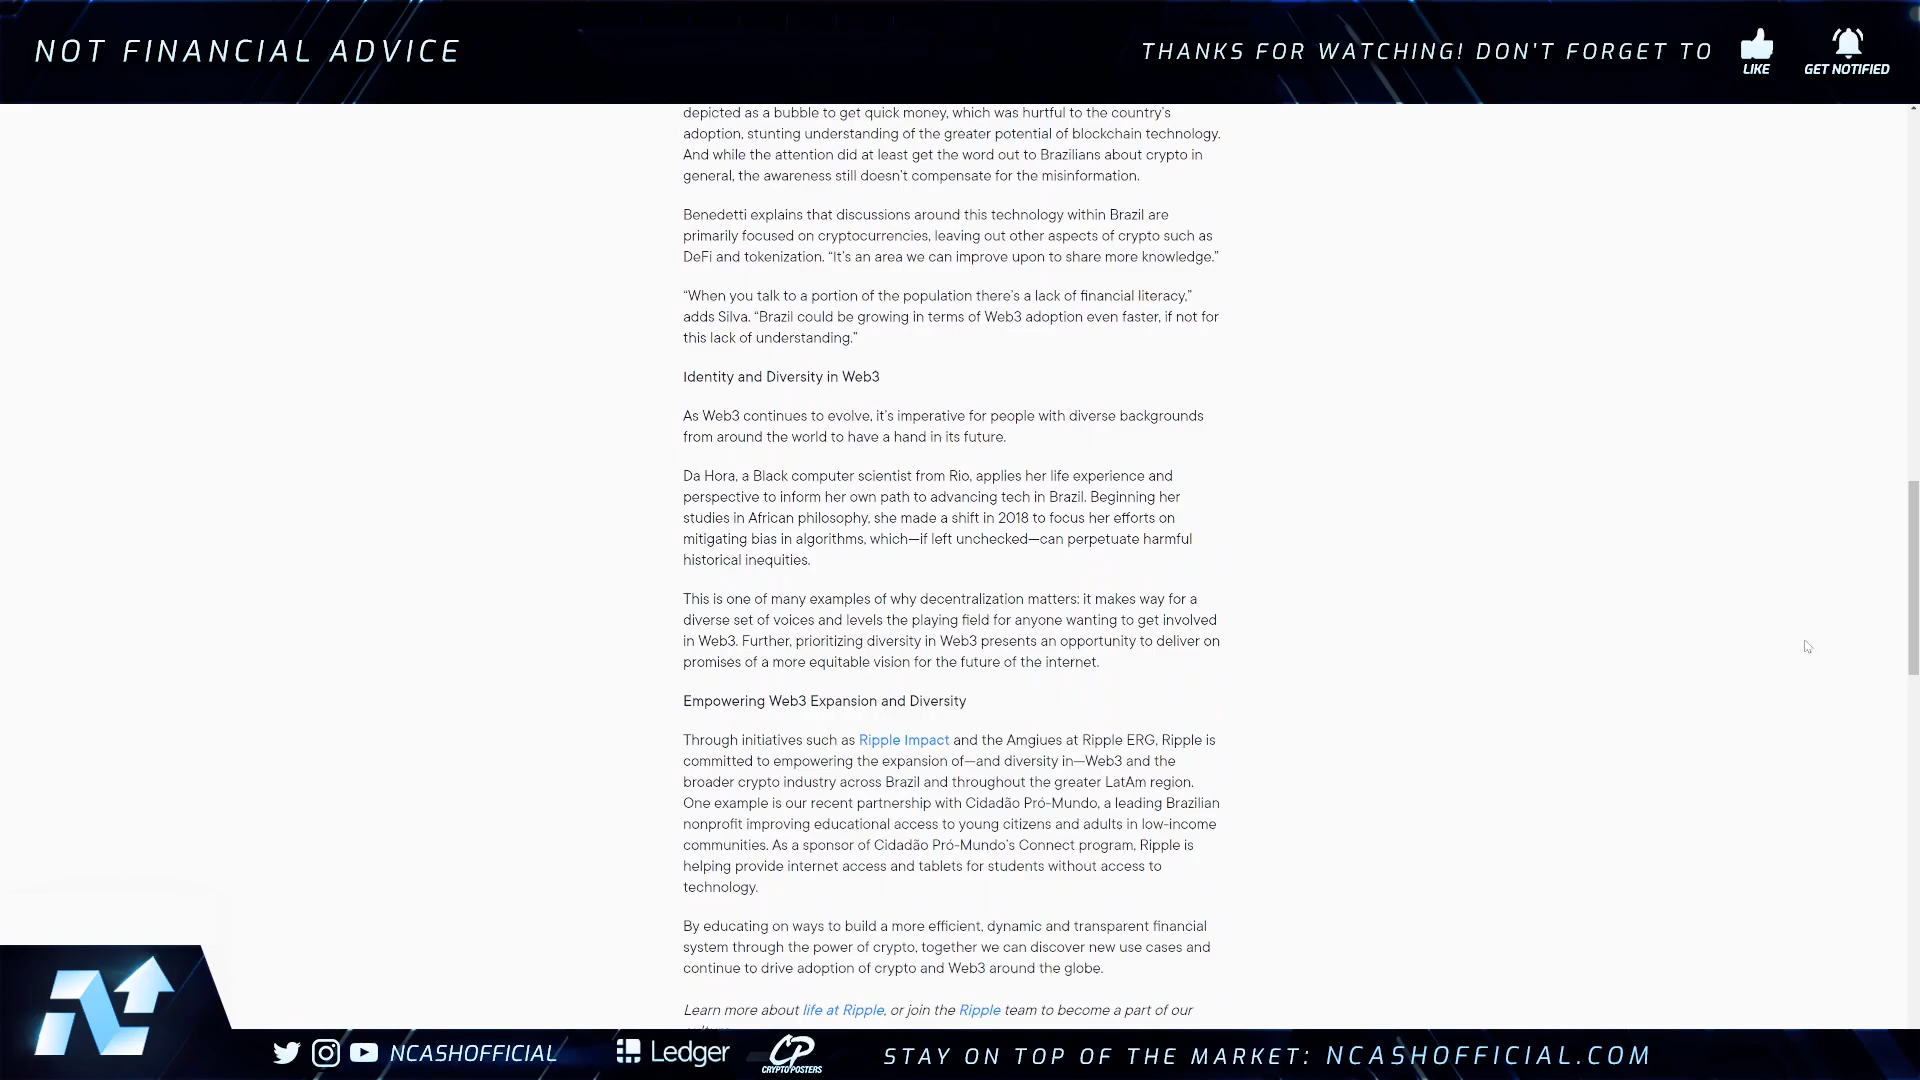 NOT FINANCIAL ADVICE
THANKS FOR WATCHING! DON'T FORGET TO
LIKE
GET NOTIFIED
depicted as a bubble to get quick money, which was hurtful to the country's
adoption, stunting understanding of the greater potential of blockchain technology.
And while the attention did at least get the word out to Brazilians about crypto in
general, the awareness still doesn't compensate for the misinformation.
Benedetti explains that discussions around this technology within Brazil are
primarily focused on cryptocurrencies, leaving out other aspects of crypto such as
DeFi and tokenization. “It's an area we can improve upon to share more knowledge.”
“When you talk to a portion of the population there's a lack of financial literacy,”
adds Silva. “Brazil could be growing in terms of Web3 adoption even faster, if not for
this lack of understanding.”
Identity and Diversity in Web3
As Web3 continues to evolve, it's imperative for people with diverse backgrounds
from around the world to have a hand in its future.
Da Hora, a Black computer scientist from Rio, applies her life experience and
perspective to inform her own path to advancing tech in Brazil. Beginning her
studies in African philosophy, she made a shift in 2018 to focus her efforts on
mitigating bias in algorithms, which—if left unchecked—can perpetuate harmful
historical inequities.
This is one of many examples of why decentralization matters: it makes way for a
diverse set of voices and levels the playing field for anyone wanting to get involved
in Web3. Further, prioritizing diversity in Web3 presents an opportunity to deliver on
promises of a more equitable vision for the future of the internet.
Empowering Web3 Expansion and Diversity
Through initiatives such as Ripple Impact and the Amgiues at Ripple ERG, Ripple is
committed to empowering the expansion of—and diversity in—Web3 and the
broader crypto industry across Brazil and throughout the greater LatAm region.
One example is our recent partnership with Cidadão Pró-Mundo, a leading Brazilian
nonprofit improving educational access to young citizens and adults in low-income
communities. As a sponsor of Cidadão Pró-Mundo's Connect program, Ripple is
helping provide internet access and tablets for students without access to
technology.
By educating on ways to build a more efficient, dynamic and transparent financial
system through the power of crypto, together we can discover new use cases and
continue to drive adoption of crypto and Web3 around the globe.
Learn more about life at Ripple, or join the Ripple team to become a part of our
NCASHOFFICIAL
Ledger
CP
CRYPTOPOSTERS
STAY ON TOP OF THE MARKET: NCASHOFFICIAL.COM